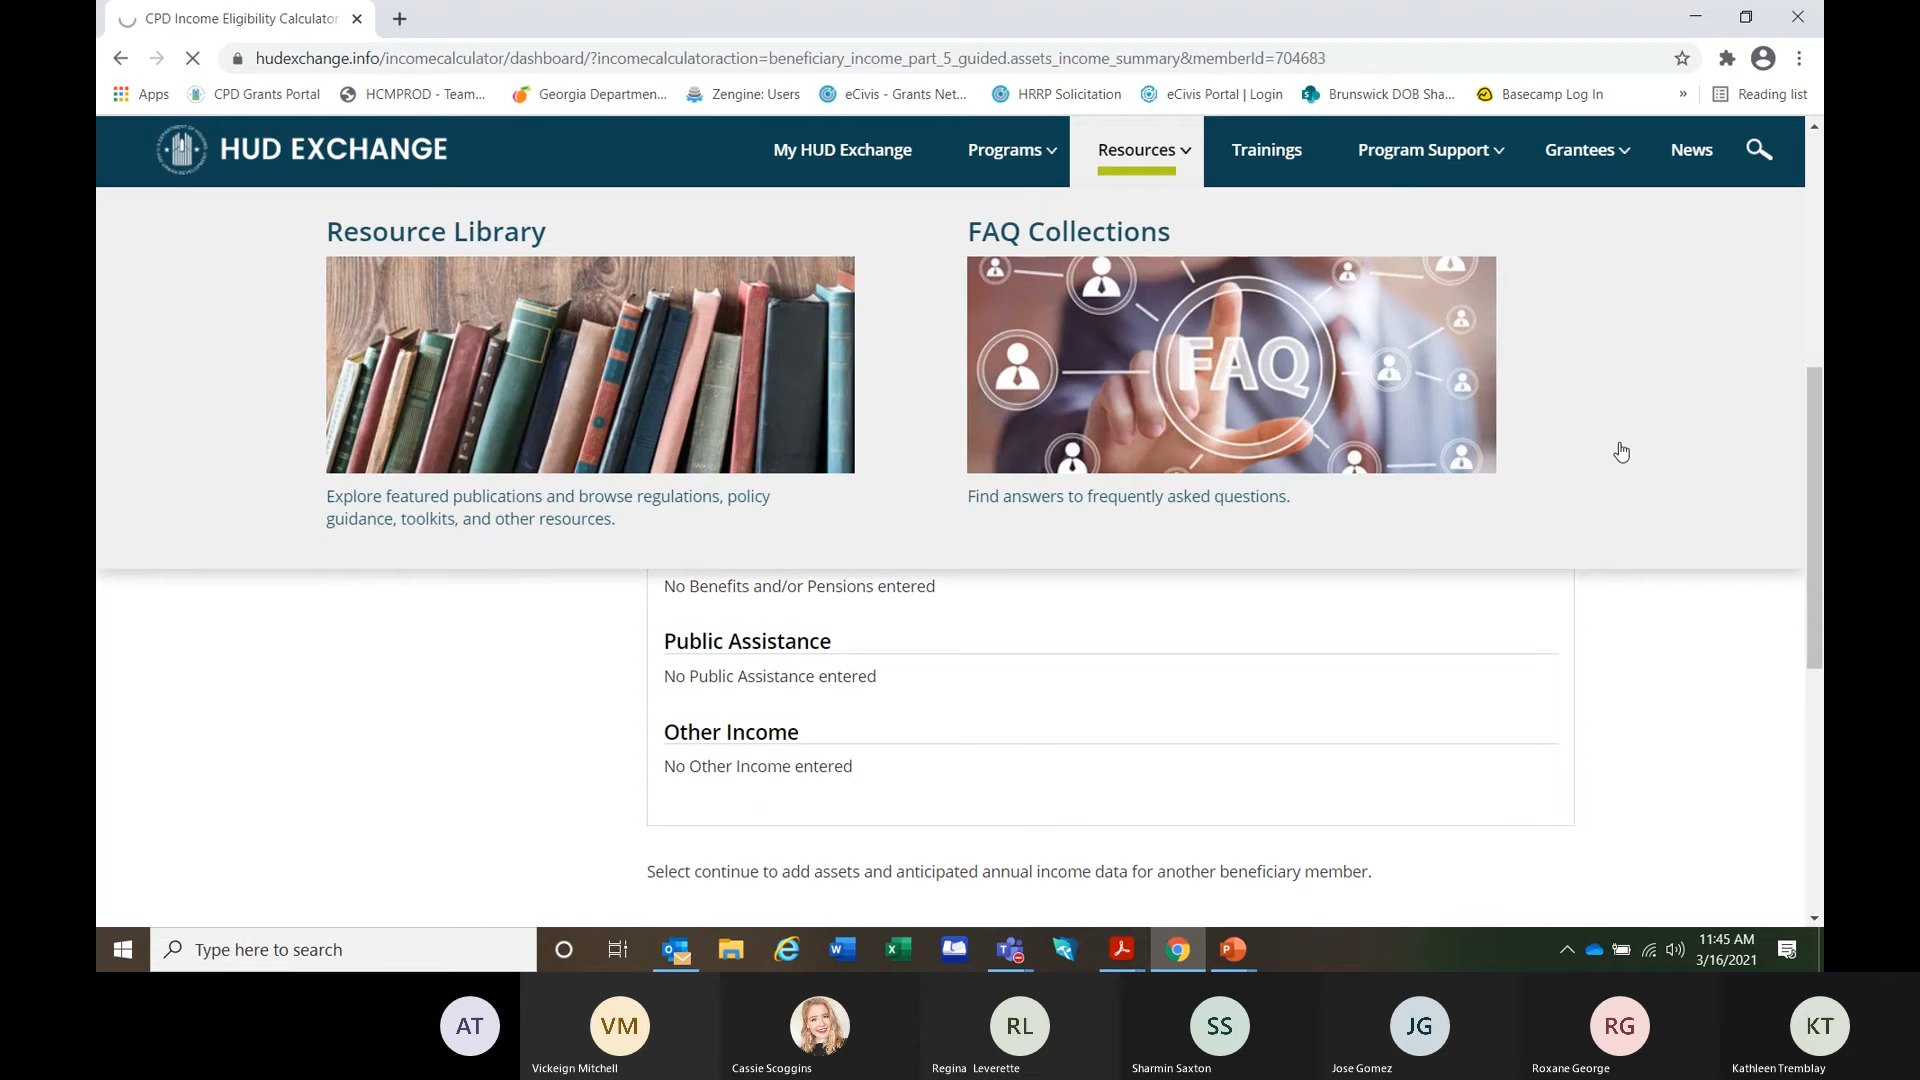 CPD Income Eligibility Calculator
hudexchange.info/incomecalculator/dashboard/?incomecalculatoraction=beneficiary_income_part_5_guided.assets_income_summary&memberId=704683
Apps CPD Grants Portal HCMPROD - Team... Georgia Departmen... Zengine: Users eCivis - Grants Net... HRRP Solicitation eCivis Portal | Login Brunswick DOB Sha... Basecamp Log In » Reading list
HUD EXCHANGE My HUD Exchange Programs Resources Trainings Program Support Grantees News
Resource Library FAQ Collections
FAQ
Explore featured publications and browse regulations, policy
guidance, toolkits, and other resources.
Find answers to frequently asked questions.
No Benefits and/or Pensions entered
Public Assistance
No Public Assistance entered
Other Income
No Other Income entered
Select continue to add assets and anticipated annual income data for another beneficiary member.
Type here to search
11:45 AM
3/16/2021
AT VM RL SS JG RG KT
Vickeign Mitchell Cassie Scoggins Regina Leverette Sharmin Saxton Jose Gomez Roxane George Kathleen Tremblay